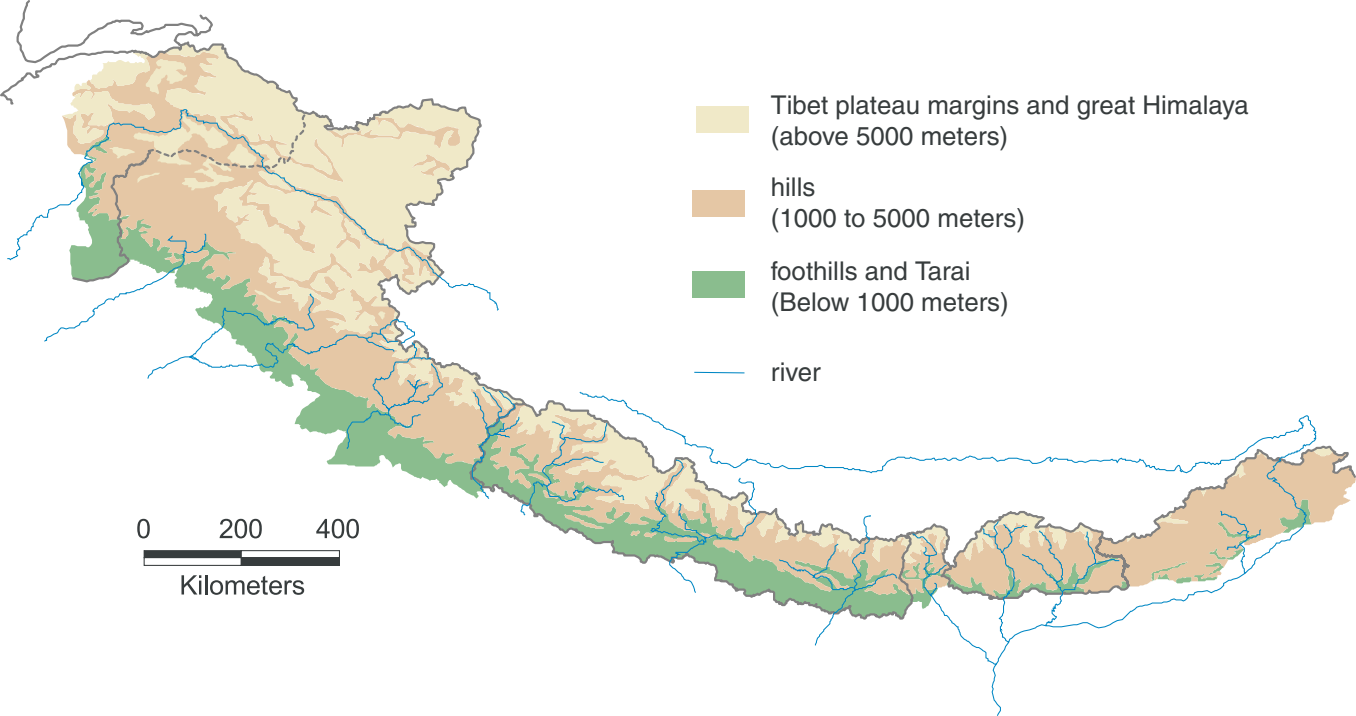 Tibet plateau margins and great Himalaya
(above 5000 meters)
hills
(1000 to 5000 meters)
foothills and Tarai
(Below 1000 meters)
river
0 200 400
Kilometers